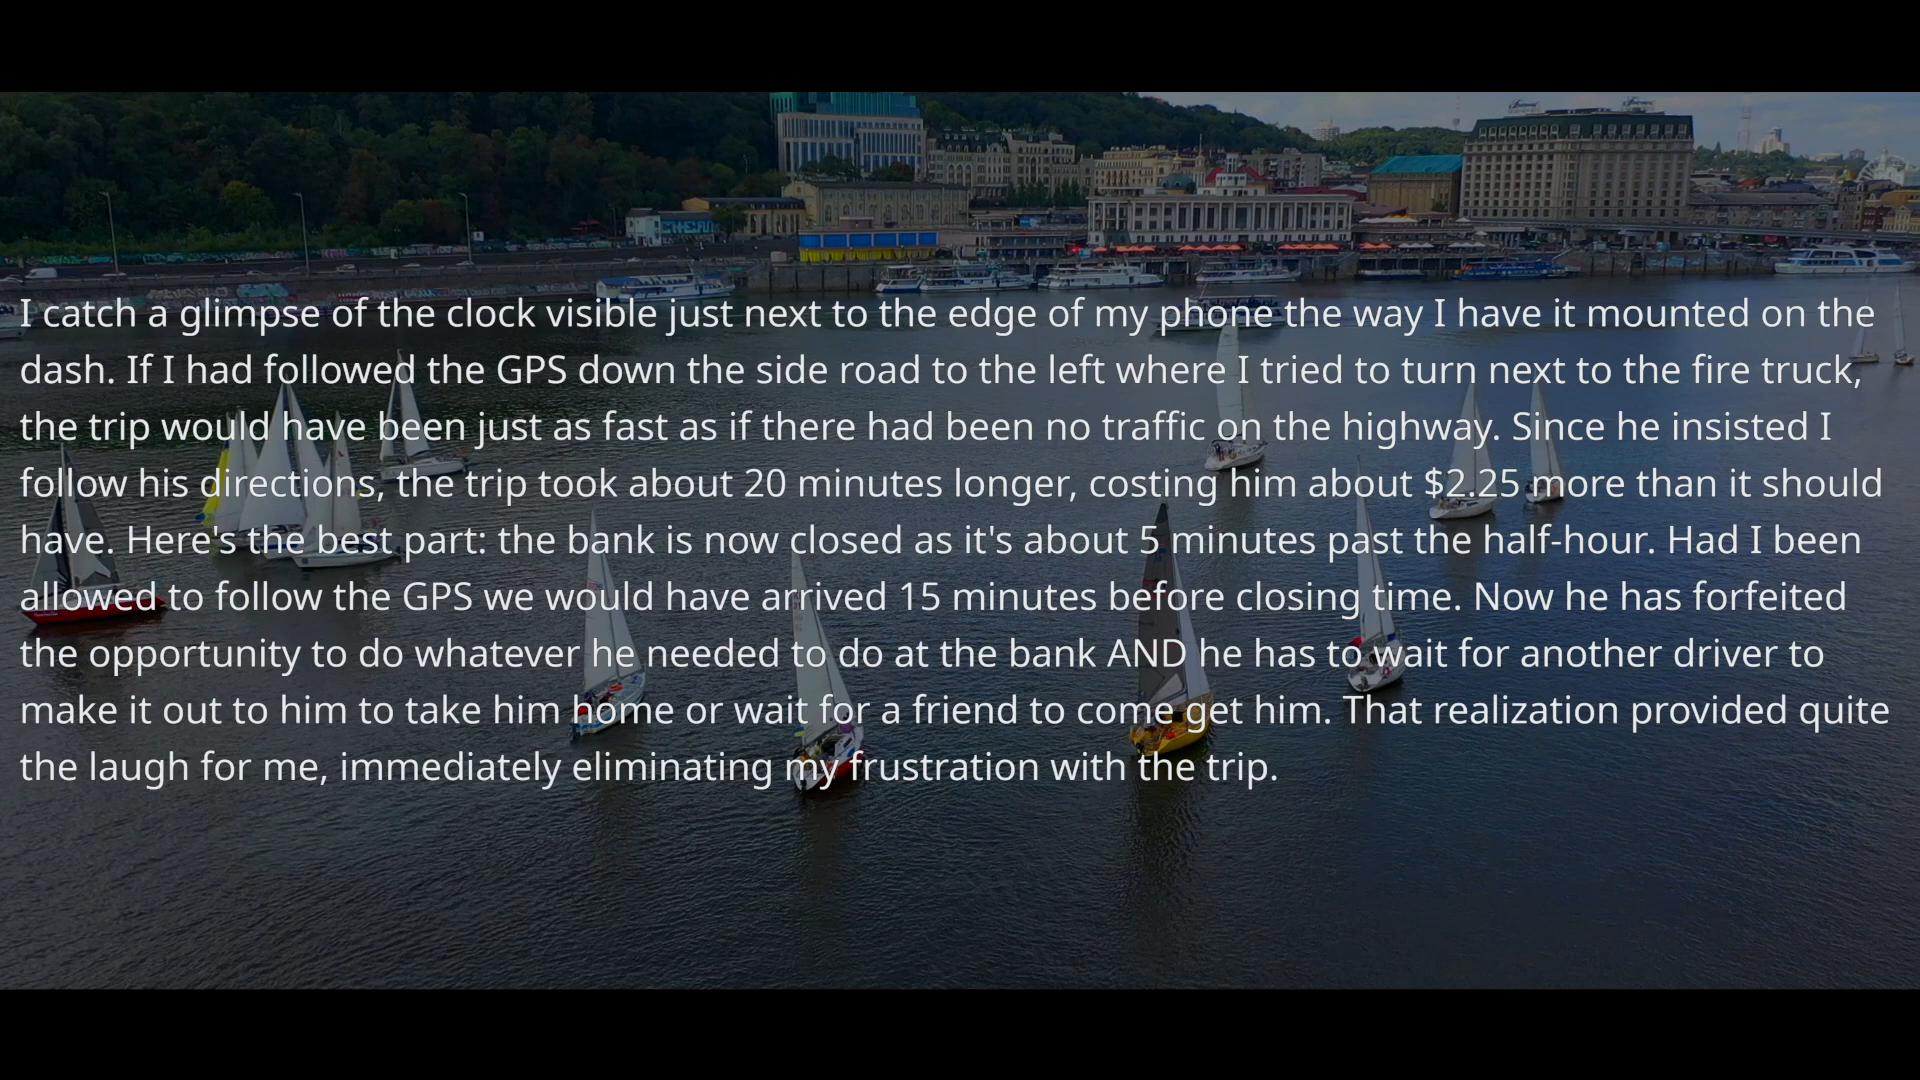 I catch a glimpse of the clock visible just next to the edge of my phone the way I have it mounted on the
dash. If I had followed the GPS down the side road to the left where I tried to turn next to the fire truck,
the trip would have been just as fast as if there had been no traffic on the highway. Since he insisted I
follow his directions, the trip took about 20 minutes longer, costing him about $2.25 more than it should
have. Here's the best part: the bank is now closed as it's about 5 minutes past the half-hour. Had I been
allowed to follow the GPS we would have arrived 15 minutes before closing time. Now he has forfeited
the opportunity to do whatever he needed to do at the bank AND he has to wait for another driver to
make it out to him to take him home or wait for a friend to come get him. That realization provided quite
the laugh for me, immediately eliminating my frustration with the trip.